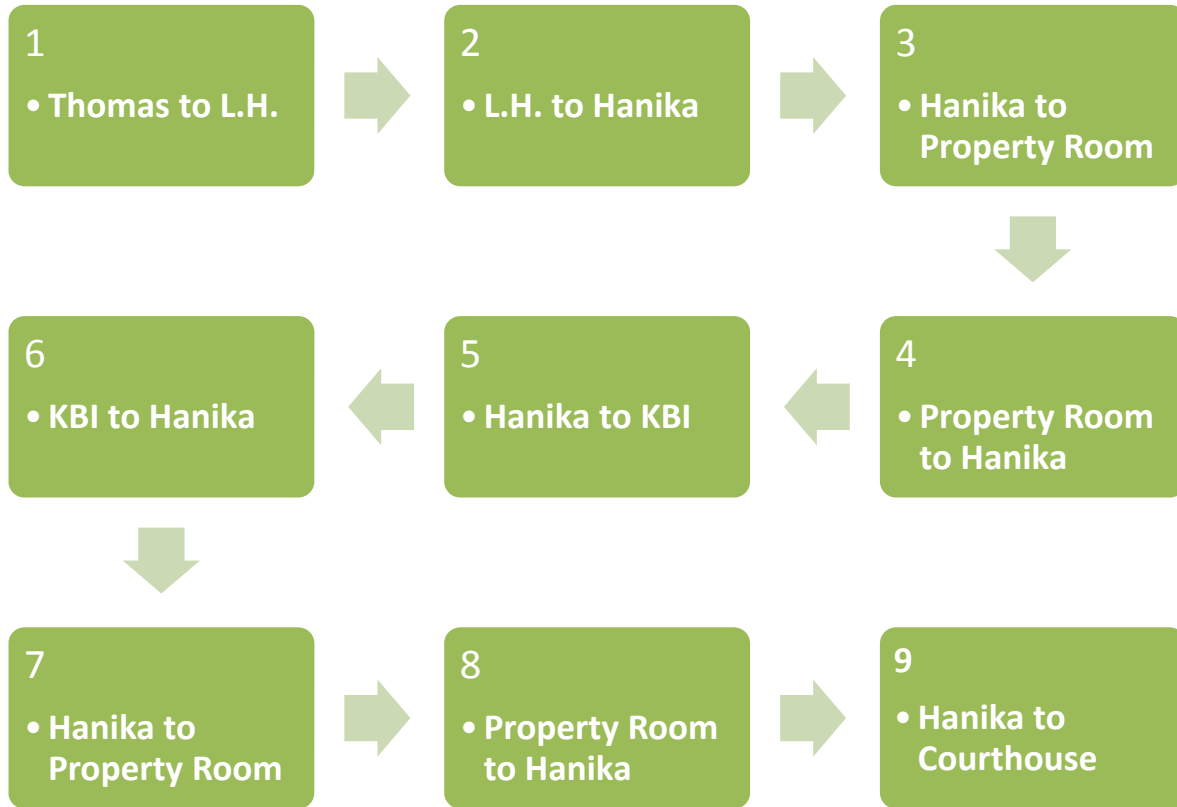 1
• Thomas to L.H.
2
• L.H. to Hanika
3
• Hanika to
Property Room
4
• Property Room
to Hanika
5
• Hanika to KBI
6
• KBI to Hanika
7
• Hanika to
Property Room
8
• Property Room
to Hanika
9
• Hanika to
Courthouse